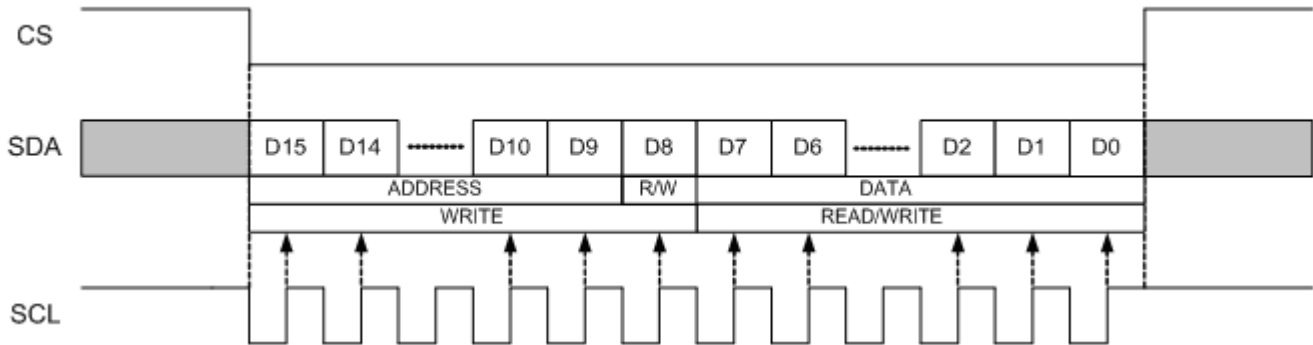 CS
SDA D15 D14 D10 D9 D8 D7 D6 D2 D1 D0
ADDRESS R/W DATA
WRITE READ/WRITE
SCL